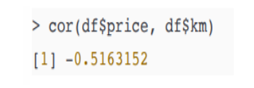 > cor(df$price, df$km)
[1] -0.5163152